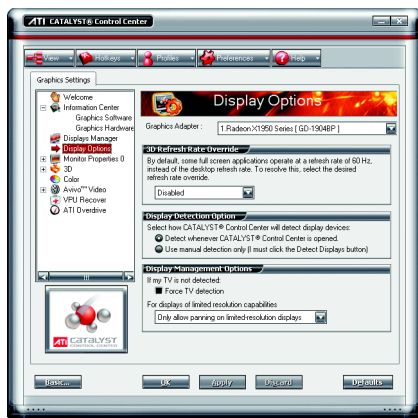 ATI CATALYST® Control Center
View
Hotkeys
Profiles
Preferences
Help
Graphics Settings
Welcome
Information Center
Graphics Software
Graphics Hardware
Displays Manager
Display Options
Monitor Properties 0
3D
Color
Avivo™ Video
VPU Recover
ATI Overdrive
ATI CATALYST
CONTROL CENTER
Display Options
Graphics Adapter :
1.Radeon X1950 Series [ GD-1904BP ]
3D Refresh Rate Override
By default, some full screen applications operate at a refresh rate of 60 Hz,
instead of the desktop refresh rate. To resolve this, select the desired
refresh rate override.
Disabled
Display Detection Option
Select how CATALYST® Control Center will detect display devices:
Detect whenever CATALYST® Control Center is opened.
Use manual detection only (I must click the Detect Displays button)
Display Management Options
If my TV is not detected:
Force TV detection
For displays of limited resolution capabilities
Only allow panning on limited-resolution displays
Basic...
OK
Apply
Discard
Defaults